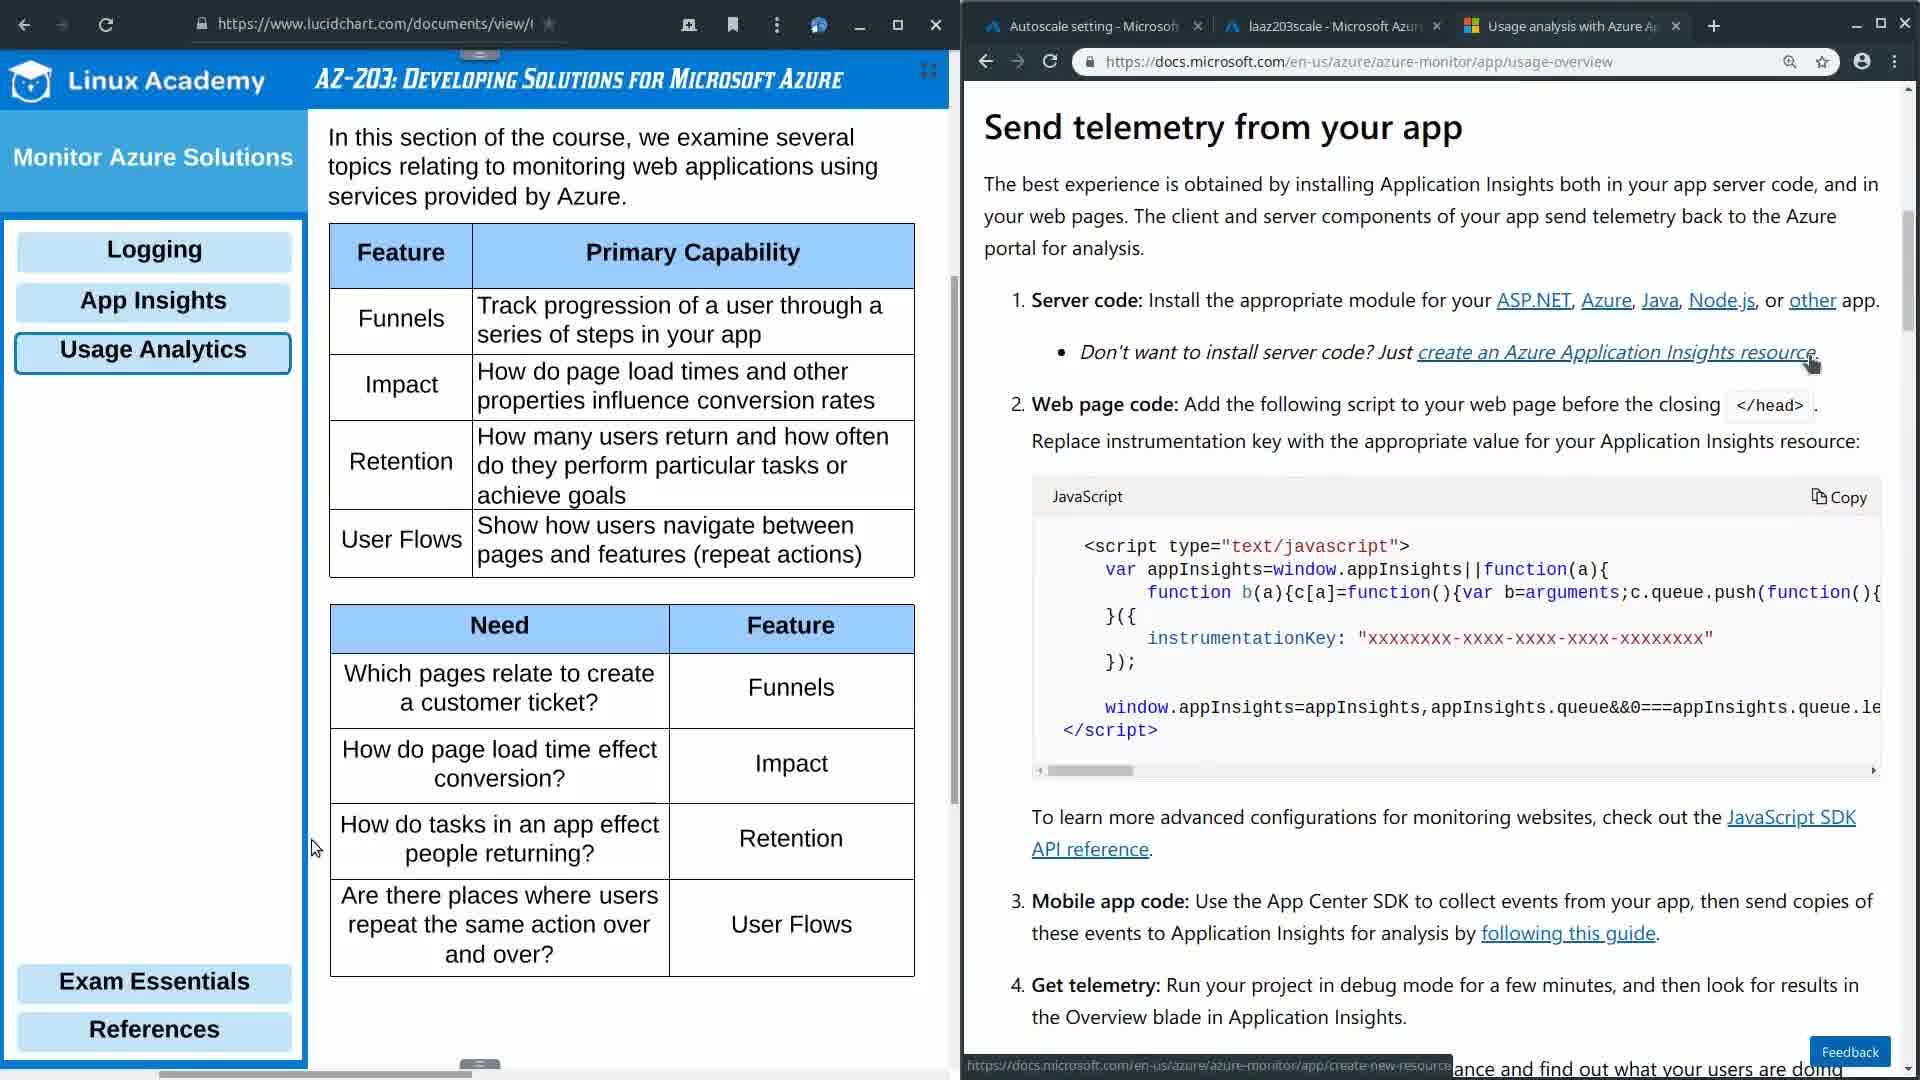 https://www.lucidchart.com/documents/view/
Linux Academy
AZ-203: Developing Solutions for Microsoft Azure
Monitor Azure Solutions
Logging
App Insights
Usage Analytics
Exam Essentials
References
In this section of the course, we examine several
topics relating to monitoring web applications using
services provided by Azure.
Feature Primary Capability
Funnels Track progression of a user through a
series of steps in your app
Impact How do page load times and other
properties influence conversion rates
Retention How many users return and how often
do they perform particular tasks or
achieve goals
User Flows Show how users navigate between
pages and features (repeat actions)
Need Feature
Which pages relate to create
a customer ticket?
Funnels
How do page load time effect
conversion?
Impact
How do tasks in an app effect
people returning?
Retention
Are there places where users
repeat the same action over
and over?
User Flows
Autoscale setting - Microsoft
laaz203scale - Microsoft Azur
Usage analysis with Azure Ap
https://docs.microsoft.com/en-us/azure/azure-monitor/app/usage-overview
Send telemetry from your app
The best experience is obtained by installing Application Insights both in your app server code, and in
your web pages. The client and server components of your app send telemetry back to the Azure
portal for analysis.
1. Server code: Install the appropriate module for your ASP.NET, Azure, Java, Node.js, or other app.
• Don't want to install server code? Just create an Azure Application Insights resource.
2. Web page code: Add the following script to your web page before the closing </head> .
Replace instrumentation key with the appropriate value for your Application Insights resource:
JavaScript Copy
<script type="text/javascript">
var appInsights=window.appInsights||function(a){
function b(a){c[a]=function(){var b=arguments;c.queue.push(function(){
}({
instrumentationKey: "xxxxxxxx-xxxx-xxxx-xxxx-xxxxxxxx"
});
window.appInsights=appInsights,appInsights.queue&&0===appInsights.queue.le
</script>
To learn more advanced configurations for monitoring websites, check out the JavaScript SDK
API reference.
3. Mobile app code: Use the App Center SDK to collect events from your app, then send copies of
these events to Application Insights for analysis by following this guide.
4. Get telemetry: Run your project in debug mode for a few minutes, and then look for results in
the Overview blade in Application Insights.
Feedback
https://docs.microsoft.com/en-us/azure/azure-monitor/app/create-new-resource
ance and find out what your users are doing